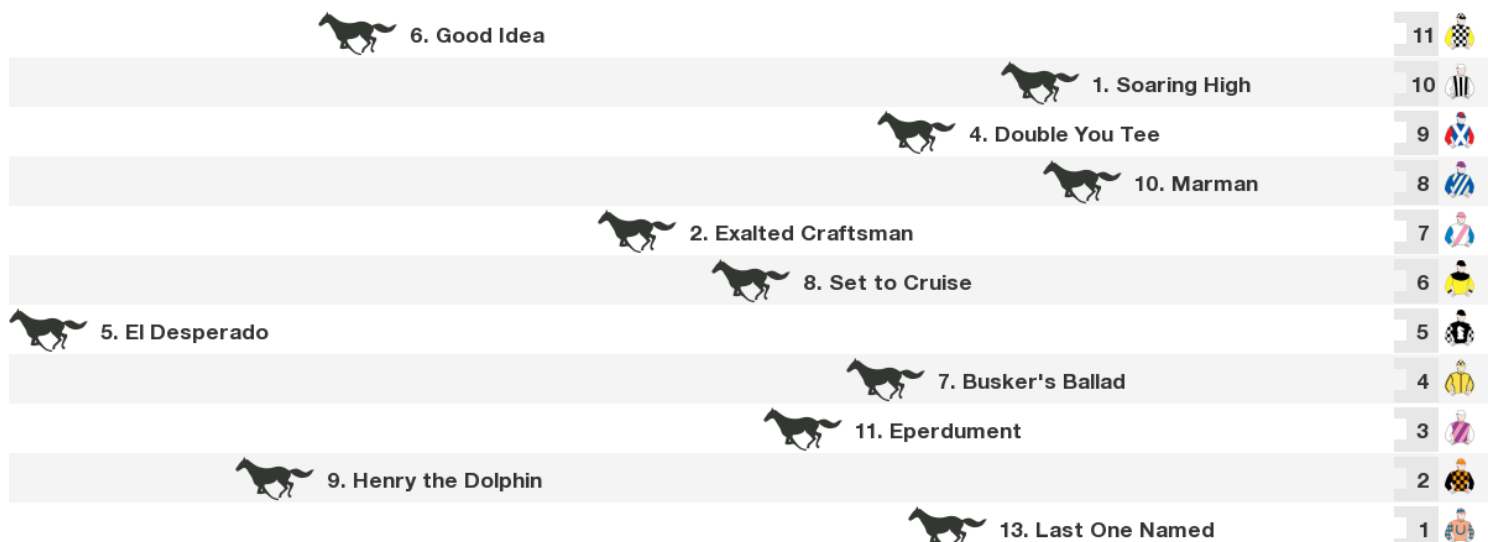 6. Good Idea 11
1. Soaring High 10
4. Double You Tee 9
10. Marman 8
2. Exalted Craftsman 7
8. Set to Cruise 6
5. El Desperado 5
7. Busker's Ballad 4
11. Eperdument 3
9. Henry the Dolphin 2
13. Last One Named 1